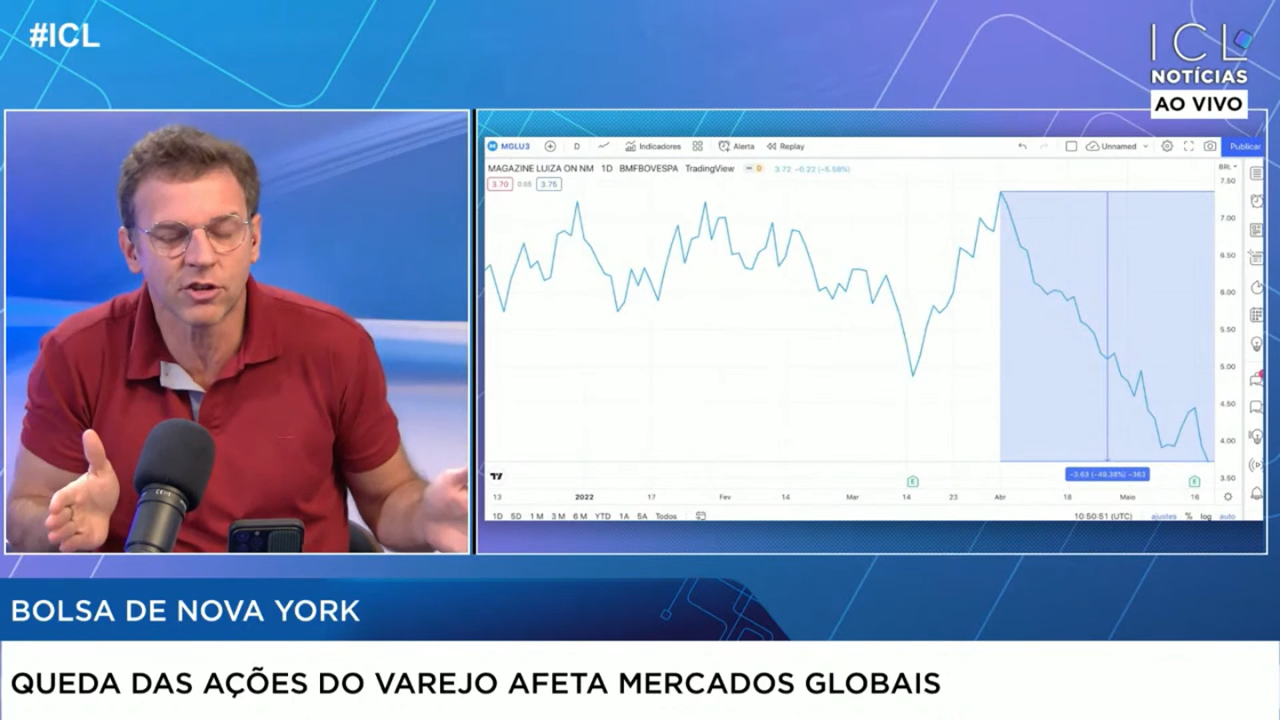 #ICL
ICL
NOTÍCIAS
AO VIVO
MGLU3 D Indicadores Alerta Replay Unnamed Publicar
MAGAZINE LUIZA ON NM 1D BMFBOVESPA TradingView D 3.72 −0.22 (−5.58%) BRL
3.70 0.05 3.75
7.50
7.00
6.50
6.00
5.50
5.00
4.50
4.00
3.50
−3.63 (−49.38%) −363
E E
13 2022 17 Fev 14 Mar 14 23 Abr 18 Maio 16
1D 5D 1M 3M 6M YTD 1A 5A Todos 10:50:51 (UTC) ajustes % log auto
BOLSA DE NOVA YORK
QUEDA DAS AÇÕES DO VAREJO AFETA MERCADOS GLOBAIS